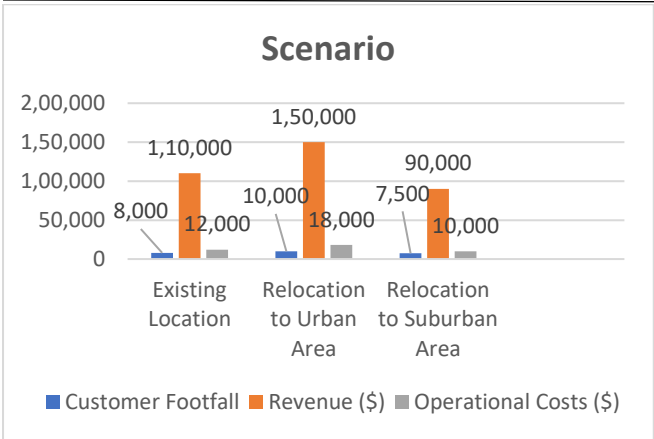 Scenario
2,00,000
1,50,000
1,00,000
50,000
0
8,000
1,10,000
12,000
10,000
1,50,000
18,000
7,500
90,000
10,000
Existing
Location
Relocation
to Urban
Area
Relocation
to Suburban
Area
Customer Footfall
Revenue ($)
Operational Costs ($)